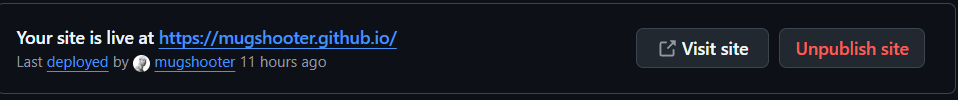 Your site is live at https://mugshooter.github.io/
Last deployed by mugshooter 11 hours ago
Visit site
Unpublish site